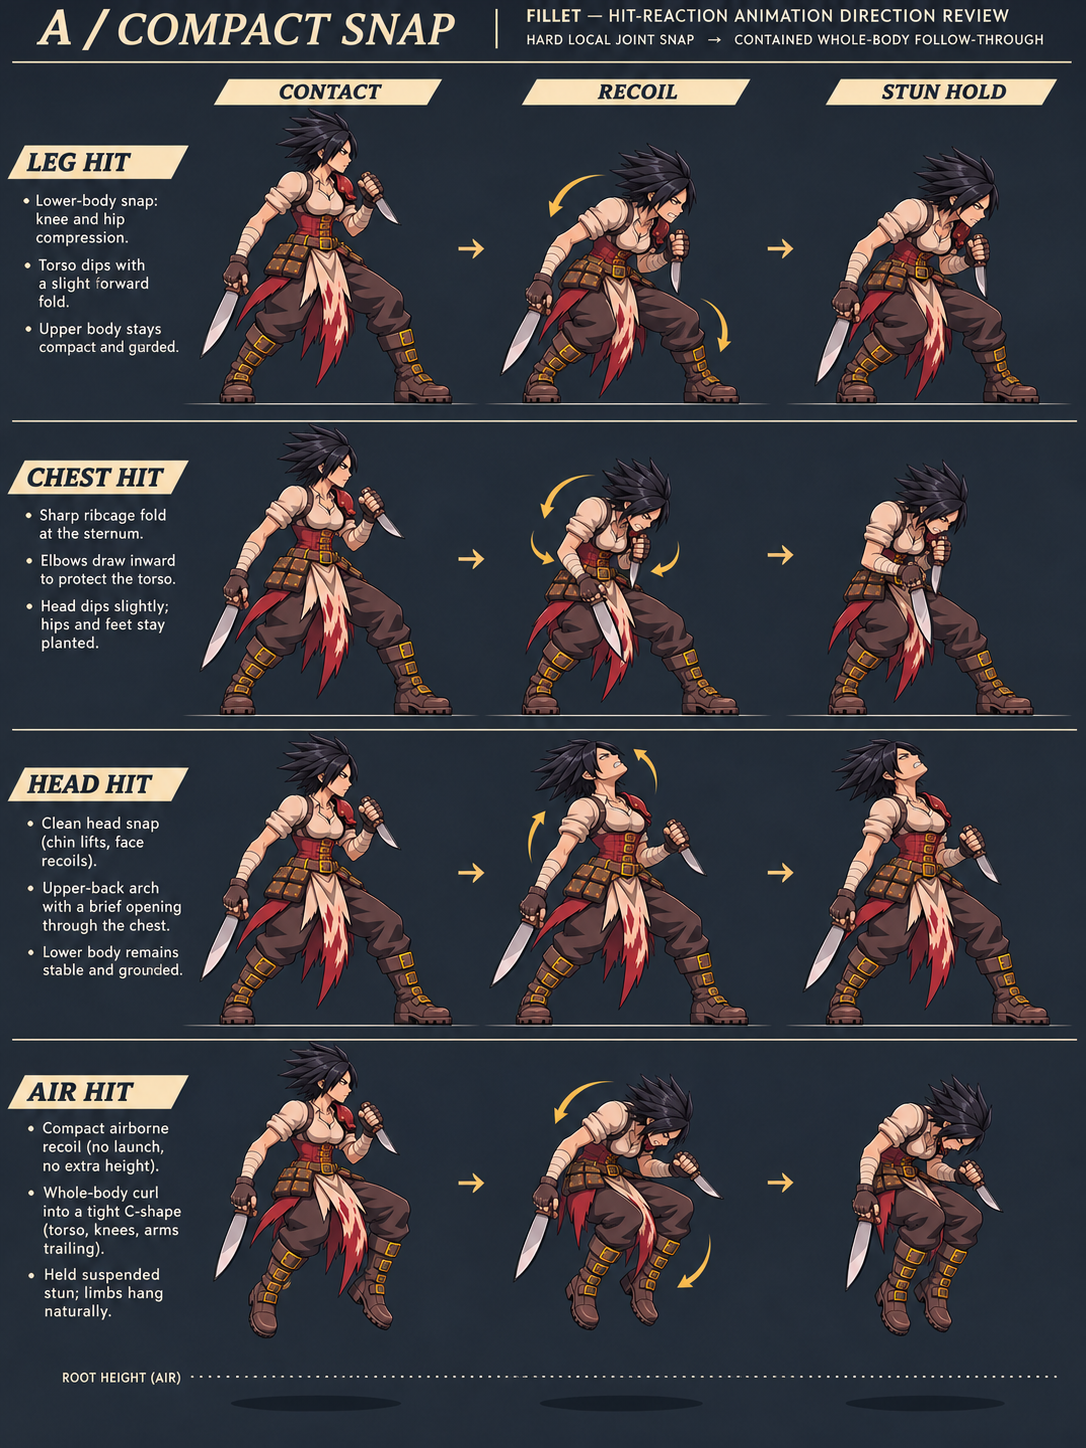 A / COMPACT SNAP
FILLET — HIT-REACTION ANIMATION DIRECTION REVIEW
HARD LOCAL JOINT SNAP → CONTAINED WHOLE-BODY FOLLOW-THROUGH
CONTACT
RECOIL
STUN HOLD
LEG HIT
• Lower-body snap:
knee and hip
compression.
• Torso dips with
a slight forward
fold.
• Upper body stays
compact and guarded.
CHEST HIT
• Sharp ribcage fold
at the sternum.
• Elbows draw inward
to protect the torso.
• Head dips slightly;
hips and feet stay
planted.
HEAD HIT
• Clean head snap
(chin lifts, face
recoils).
• Upper-back arch
with a brief opening
through the chest.
• Lower body remains
stable and grounded.
AIR HIT
• Compact airborne
recoil (no launch,
no extra height).
• Whole-body curl
into a tight C-shape
(torso, knees, arms
trailing).
• Held suspended
stun; limbs hang
naturally.
ROOT HEIGHT (AIR)